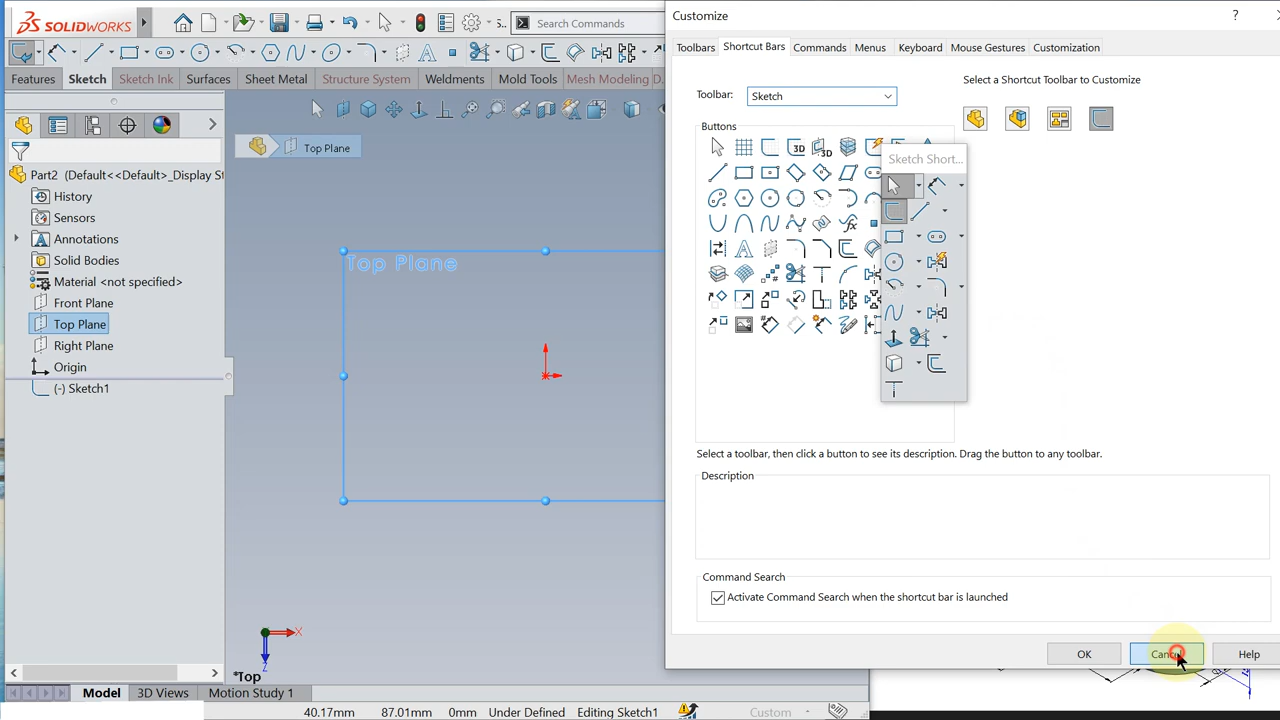 SOLIDWORKS
S..
Search Commands
Features Sketch Sketch Ink Surfaces Sheet Metal Structure System Weldments Mold Tools Mesh Modeling D.
Top Plane
Part2 (Default<<Default>_Display St
History
Sensors
Annotations
Solid Bodies
Material <not specified>
Front Plane
Top Plane
Right Plane
Origin
(-) Sketch1
Top Plane
X
Z
*Top
Model 3D Views Motion Study 1
40.17mm 87.01mm 0mm Under Defined Editing Sketch1 Custom
Customize
?
Toolbars Shortcut Bars Commands Menus Keyboard Mouse Gestures Customization
Toolbar: Sketch
Select a Shortcut Toolbar to Customize
Buttons
3D 3D
Sketch Short...
Select a toolbar, then click a button to see its description. Drag the button to any toolbar.
Description
Command Search
Activate Command Search when the shortcut bar is launched
OK Cancel Help